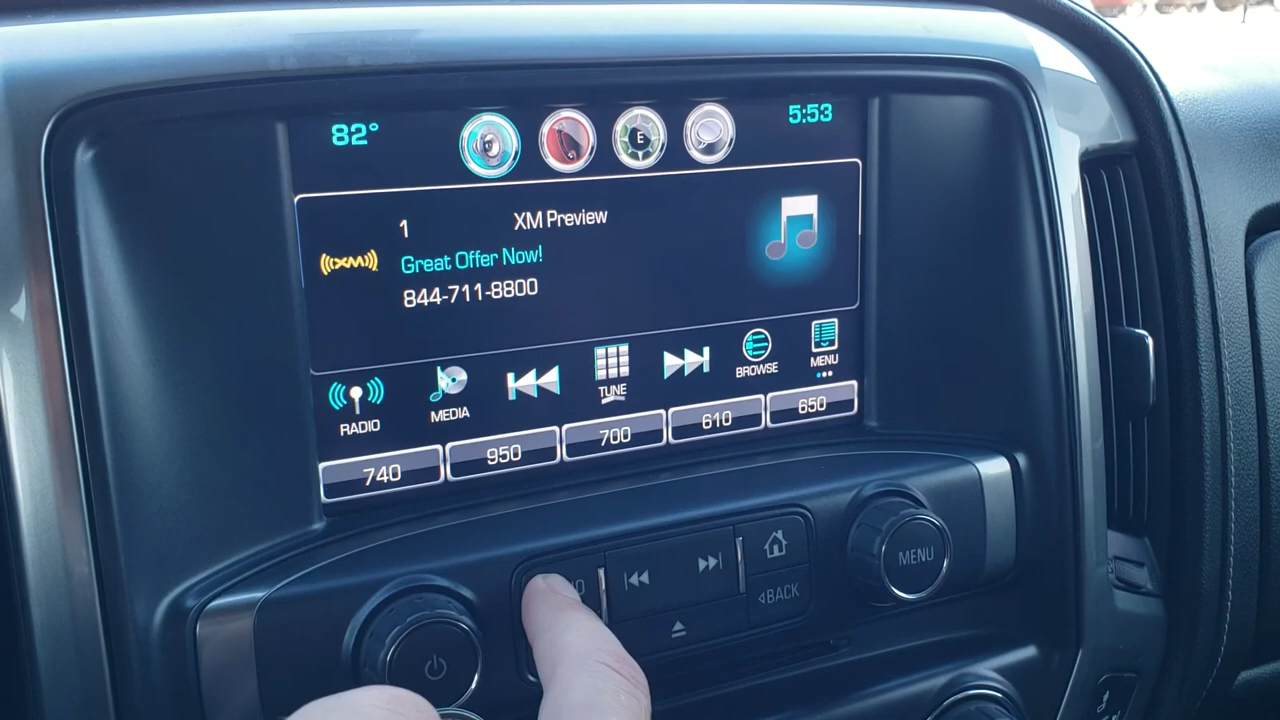 82°
E
5:53
1
XM Preview
((XM))
Great Offer Now!
844-711-8800
RADIO
MEDIA
TUNE
BROWSE
MENU
740
950
700
610
650
MENU
BACK